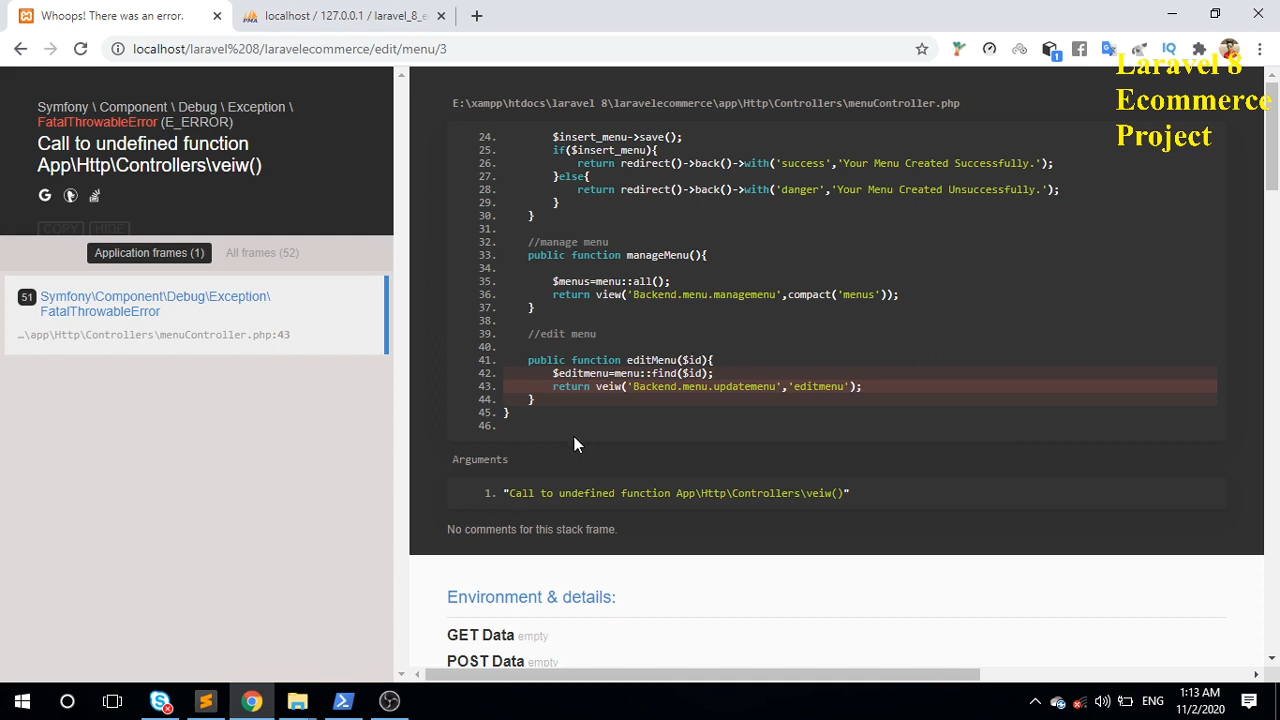 Whoops! There was an error.
localhost / 127.0.0.1 / laravel_8_e
localhost/laravel%208/laravelecommerce/edit/menu/3
Laravel 8
Ecommerce
Project
Symfony \ Component \ Debug \ Exception \
FatalThrowableError (E_ERROR)
Call to undefined function
App\Http\Controllers\veiw()
COPY HIDE
Application frames (1) All frames (52)
51 Symfony\Component\Debug\Exception\
FatalThrowableError
…\app\Http\Controllers\menuController.php:43
E:\xampp\htdocs\laravel 8\laravelecommerce\app\Http\Controllers\menuController.php
24. $insert_menu->save();
25. if($insert_menu){
26. return redirect()->back()->with('success','Your Menu Created Successfully.');
27. }else{
28. return redirect()->back()->with('danger','Your Menu Created Unsuccessfully.');
29. }
30. }
31.
32. //manage menu
33. public function manageMenu(){
34.
35. $menus=menu::all();
36. return view('Backend.menu.managemenu',compact('menus'));
37. }
38.
39. //edit menu
40.
41. public function editMenu($id){
42. $editmenu=menu::find($id);
43. return veiw('Backend.menu.updatemenu','editmenu');
44. }
45. }
46.
Arguments
1. "Call to undefined function App\Http\Controllers\veiw()"
No comments for this stack frame.
Environment & details:
GET Data empty
POST Data empty
ENG
1:13 AM
11/2/2020